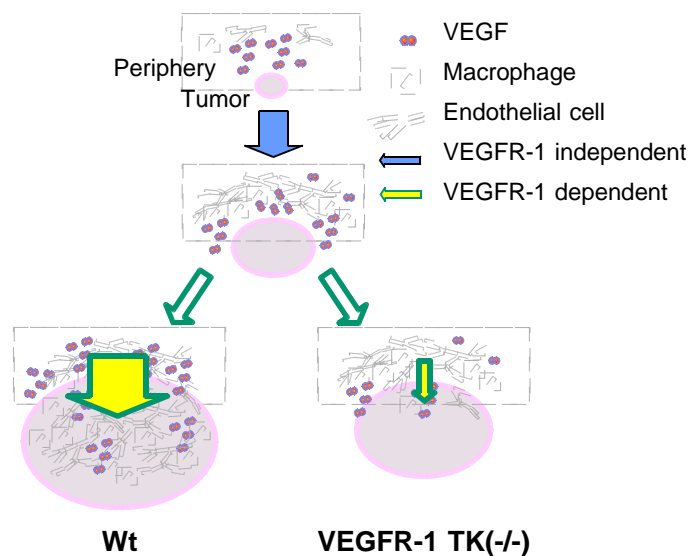 VEGF
Periphery
Macrophage
Tumor
Endothelial cell
VEGFR-1 independent
VEGFR-1 dependent
Wt
VEGFR-1 TK(-/-)